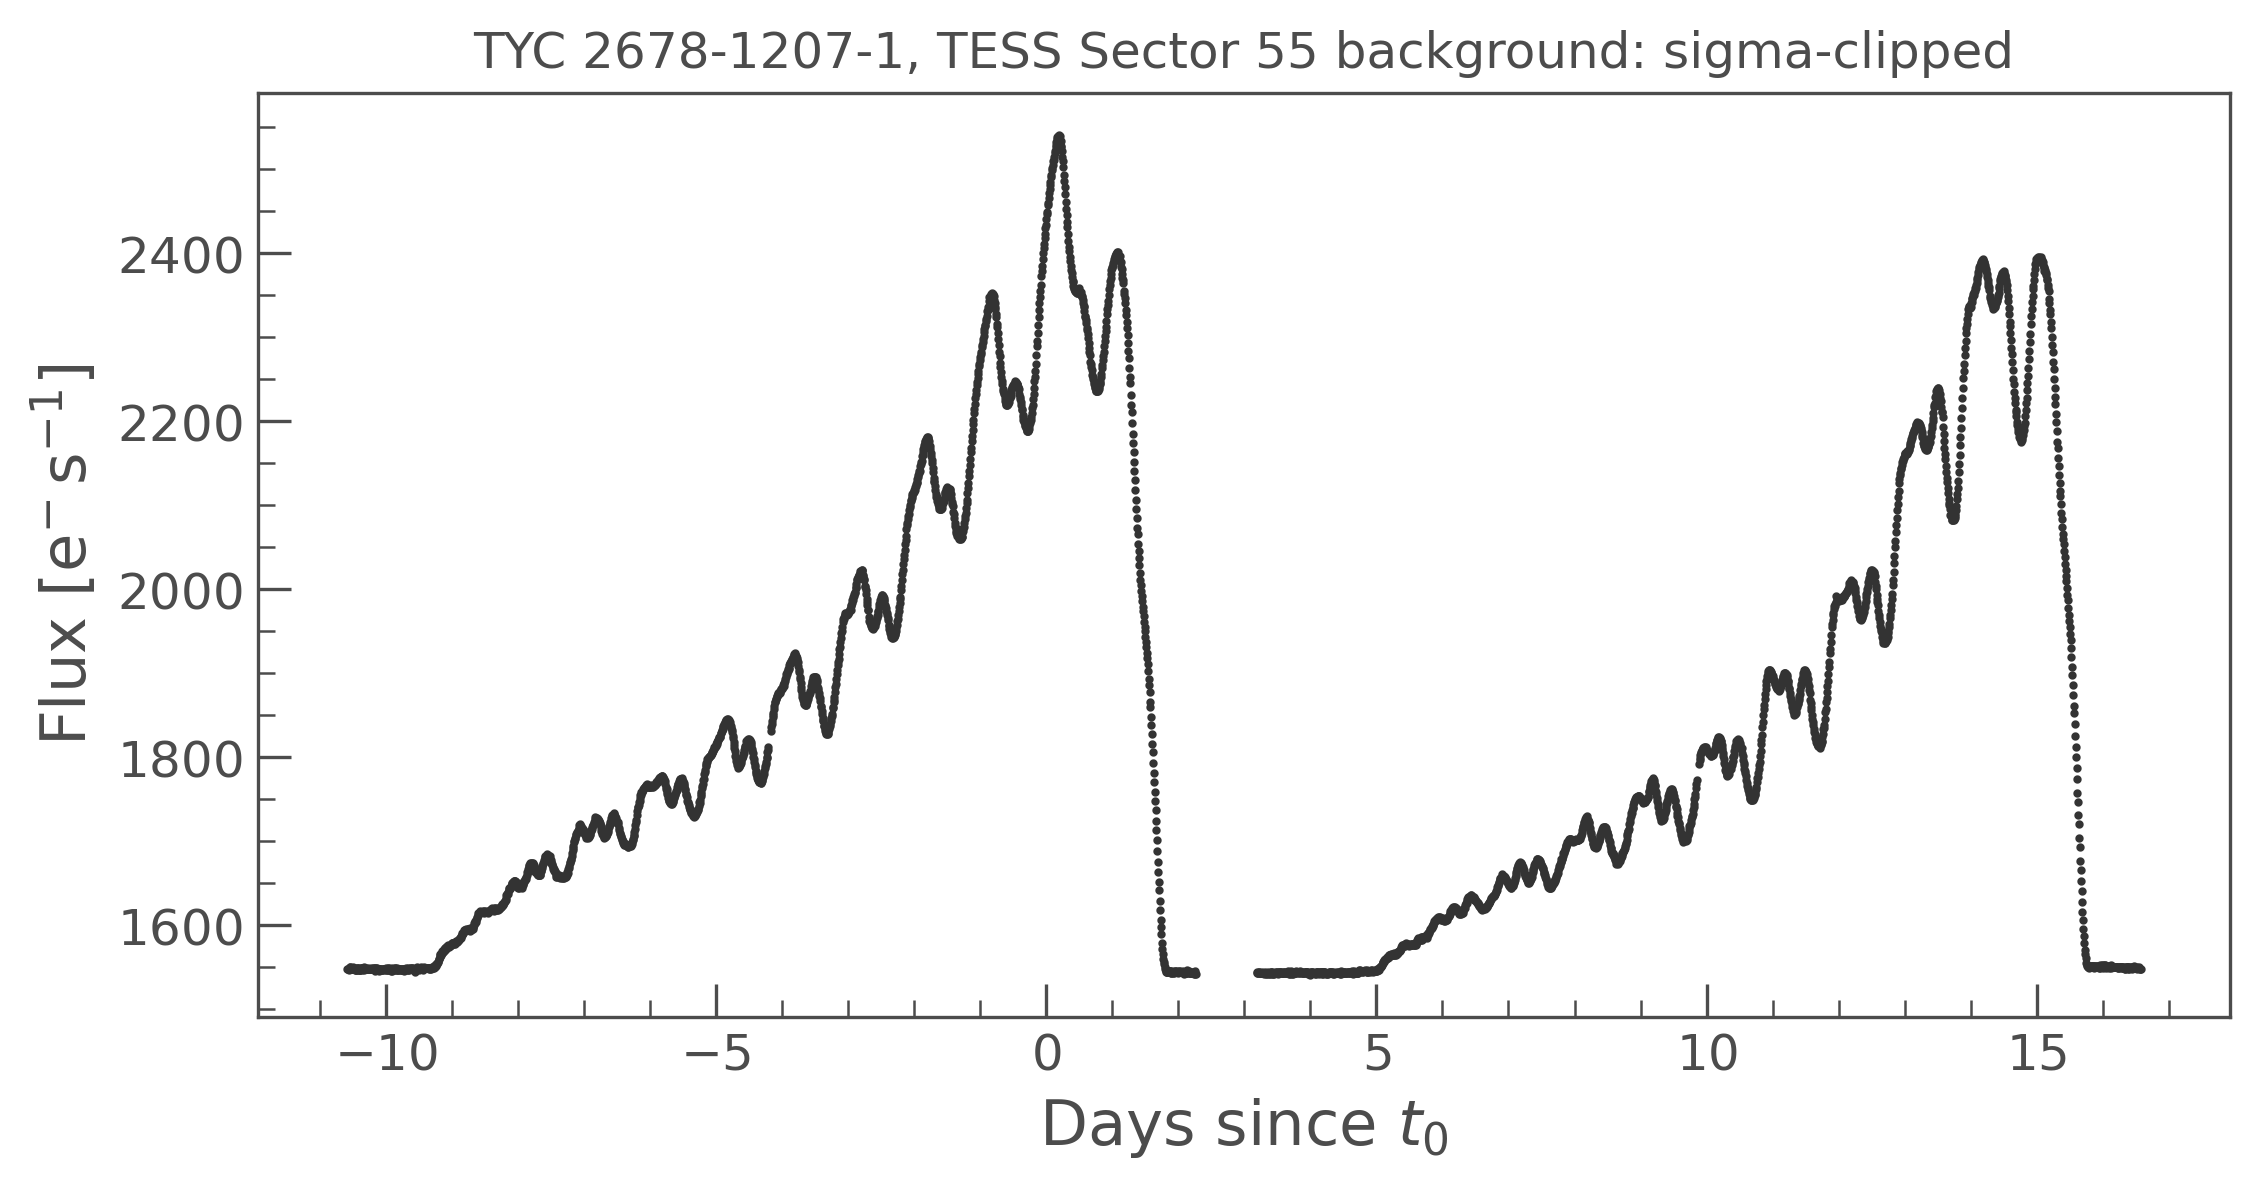 TYC 2678-1207-1, TESS Sector 55 background: sigma-clipped
Flux [e⁻ s⁻¹]
2400
2200
2000
1800
1600
−10 −5 0 5 10 15
Days since t₀